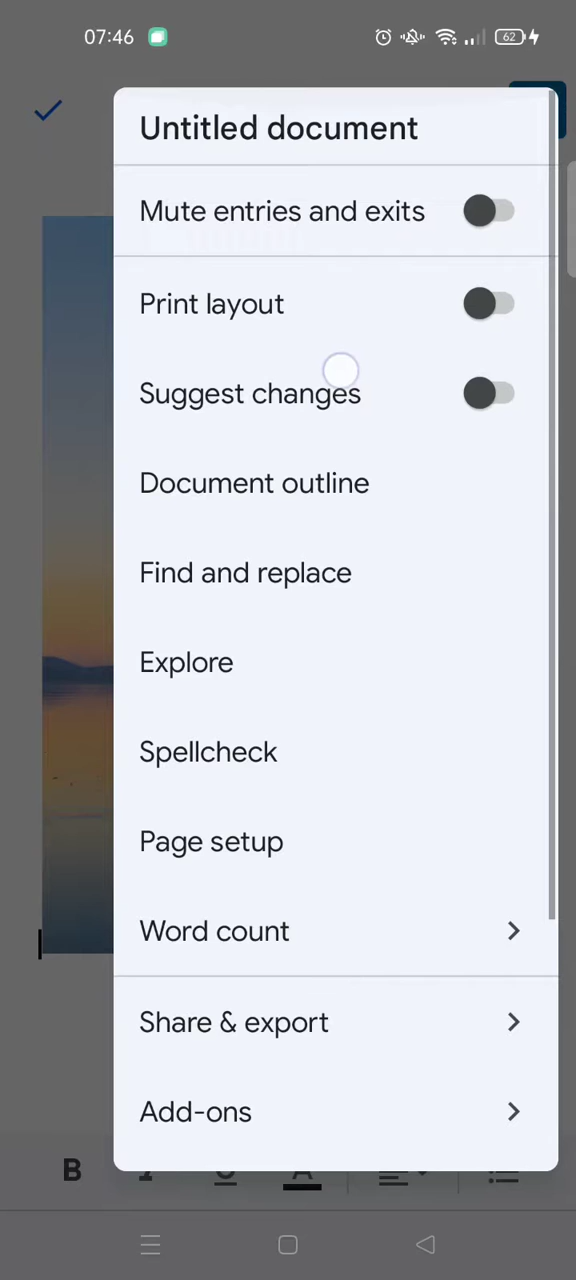 07:46
62
Untitled document
Mute entries and exits
Print layout
Suggest changes
Document outline
Find and replace
Explore
Spellcheck
Page setup
Word count
Share & export
Add-ons
B I U A